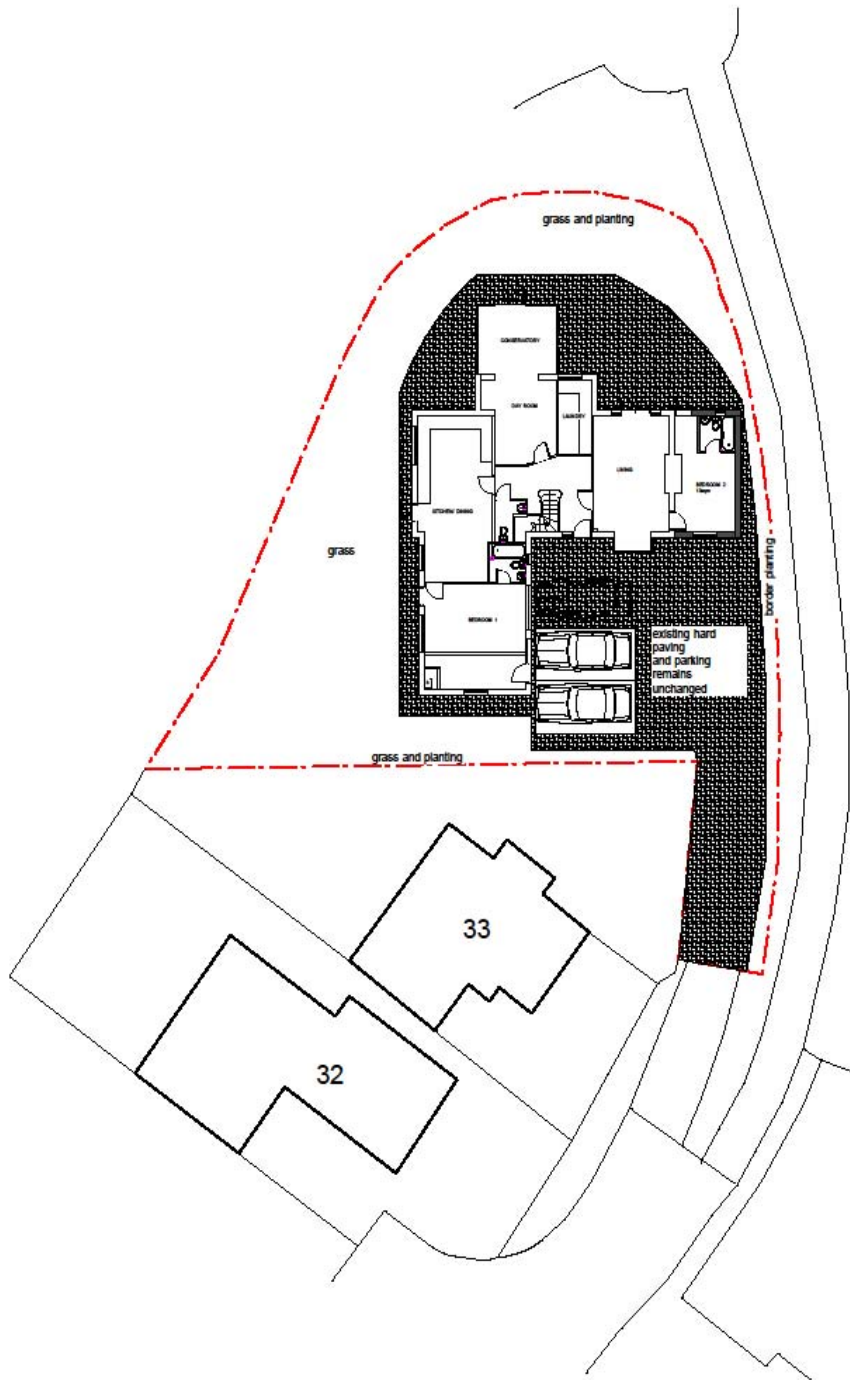 grass and planting
CONSERVATORY
DAY ROOM
LAUNDRY
LIVING
BEDROOM 2
KITCHEN/ DINING
grass
border planting
BEDROOM 1
existing hard
paving
and parking
remains
unchanged
grass and planting
33
32